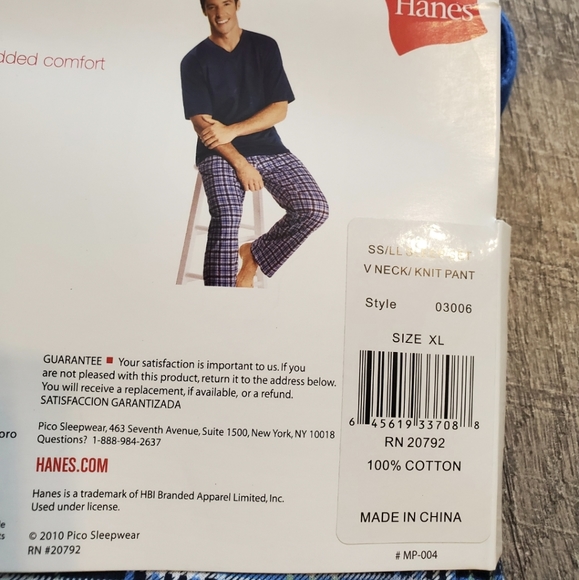 Hanes
dded comfort
SS/LL
V NECK/ KNIT PANT
Style 03006
SIZE XL
6 45619 33708 8
RN 20792
100% COTTON
MADE IN CHINA
GUARANTEE ■ Your satisfaction is important to us. If you
are not pleased with this product, return it to the address below.
You will receive a replacement, if available, or a refund.
SATISFACCION GARANTIZADA
oro
Pico Sleepwear, 463 Seventh Avenue, Suite 1500, New York, NY 10018
Questions? 1-888-984-2637
HANES.COM
Hanes is a trademark of HBI Branded Apparel Limited, Inc.
Used under license.
© 2010 Pico Sleepwear
RN #20792
# MP-004